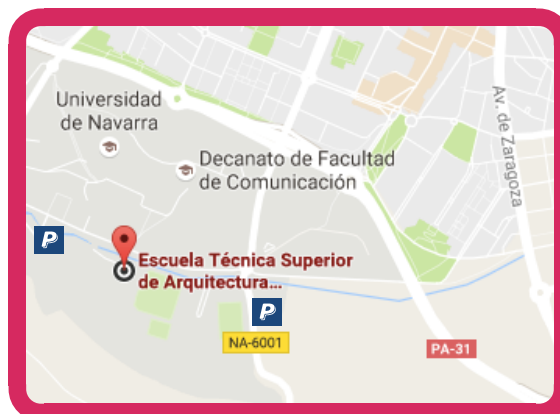 Universidad
de Navarra
Decanato de Facultad
de Comunicación
Av. de Zaragoza
P
Escuela Técnica Superior
de Arquitectura...
P
NA-6001
PA-31